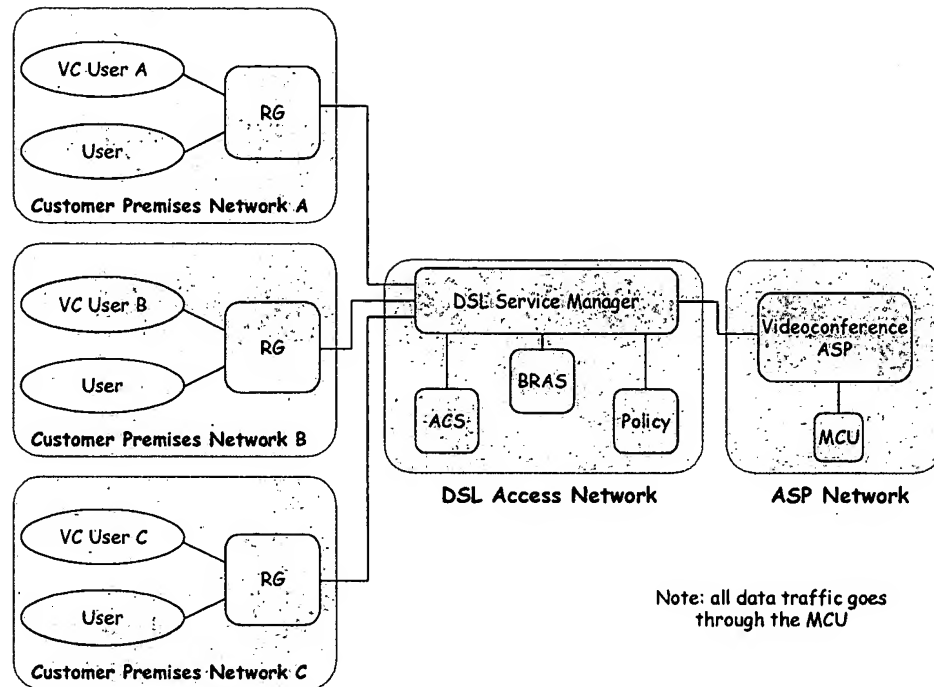 VC User A
RG
User
Customer Premises Network A
VC User B
RG
User
Customer Premises Network B
VC User C
RG
User
Customer Premises Network C
DSL Service Manager
ACS
BRAS
Policy
DSL Access Network
Videoconference
ASP
MCU
ASP Network
Note: all data traffic goes
through the MCU